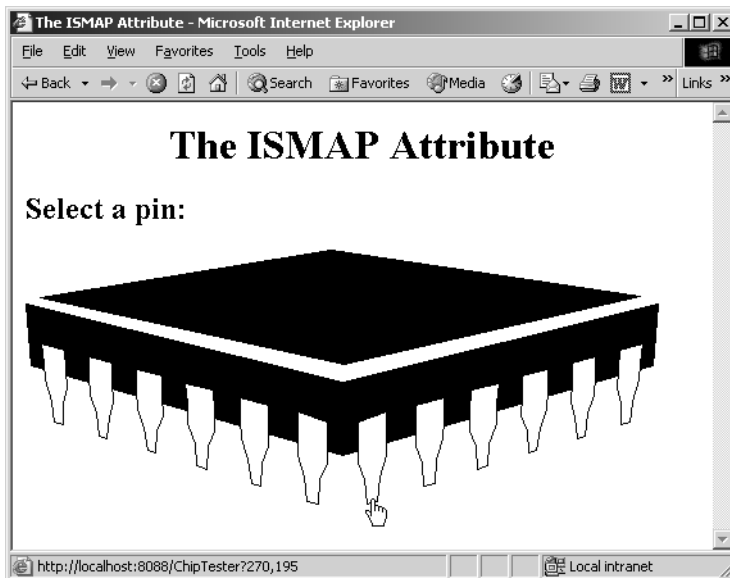 The ISMAP Attribute - Microsoft Internet Explorer
File Edit View Favorites Tools Help
Back Search Favorites Media W » Links »
The ISMAP Attribute
Select a pin:
http://localhost:8088/ChipTester?270,195 Local intranet